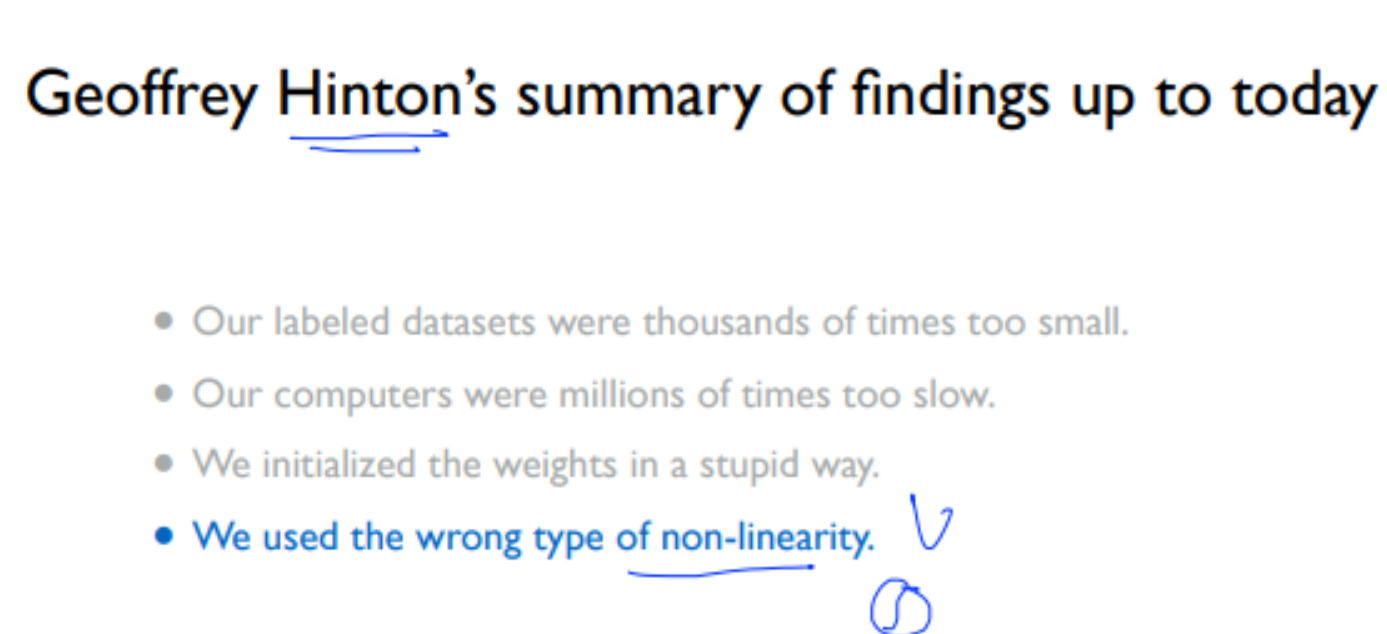 Geoffrey Hinton's summary of findings up to today
• Our labeled datasets were thousands of times too small.
• Our computers were millions of times too slow.
• We initialized the weights in a stupid way.
• We used the wrong type of non-linearity.